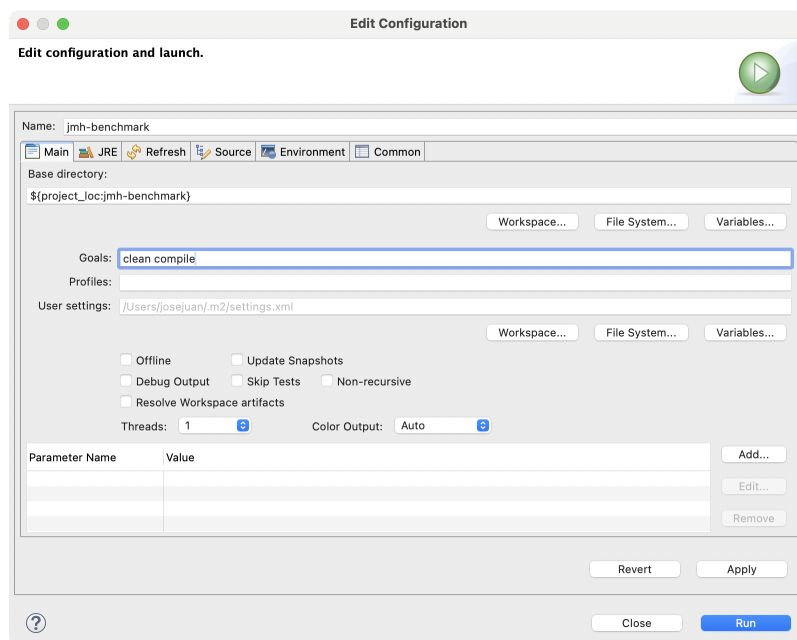 Edit Configuration
Edit configuration and launch.
Name: jmh-benchmark
Main JRE Refresh Source Environment Common
Base directory:
${project_loc:jmh-benchmark}
Workspace... File System... Variables...
Goals: clean compile
Profiles:
User settings: /Users/josejuan/.m2/settings.xml
Workspace... File System... Variables...
Offline Update Snapshots
Debug Output Skip Tests Non-recursive
Resolve Workspace artifacts
Threads: 1 Color Output: Auto
Parameter Name Value Add...
Edit...
Remove
Revert Apply
? Close Run